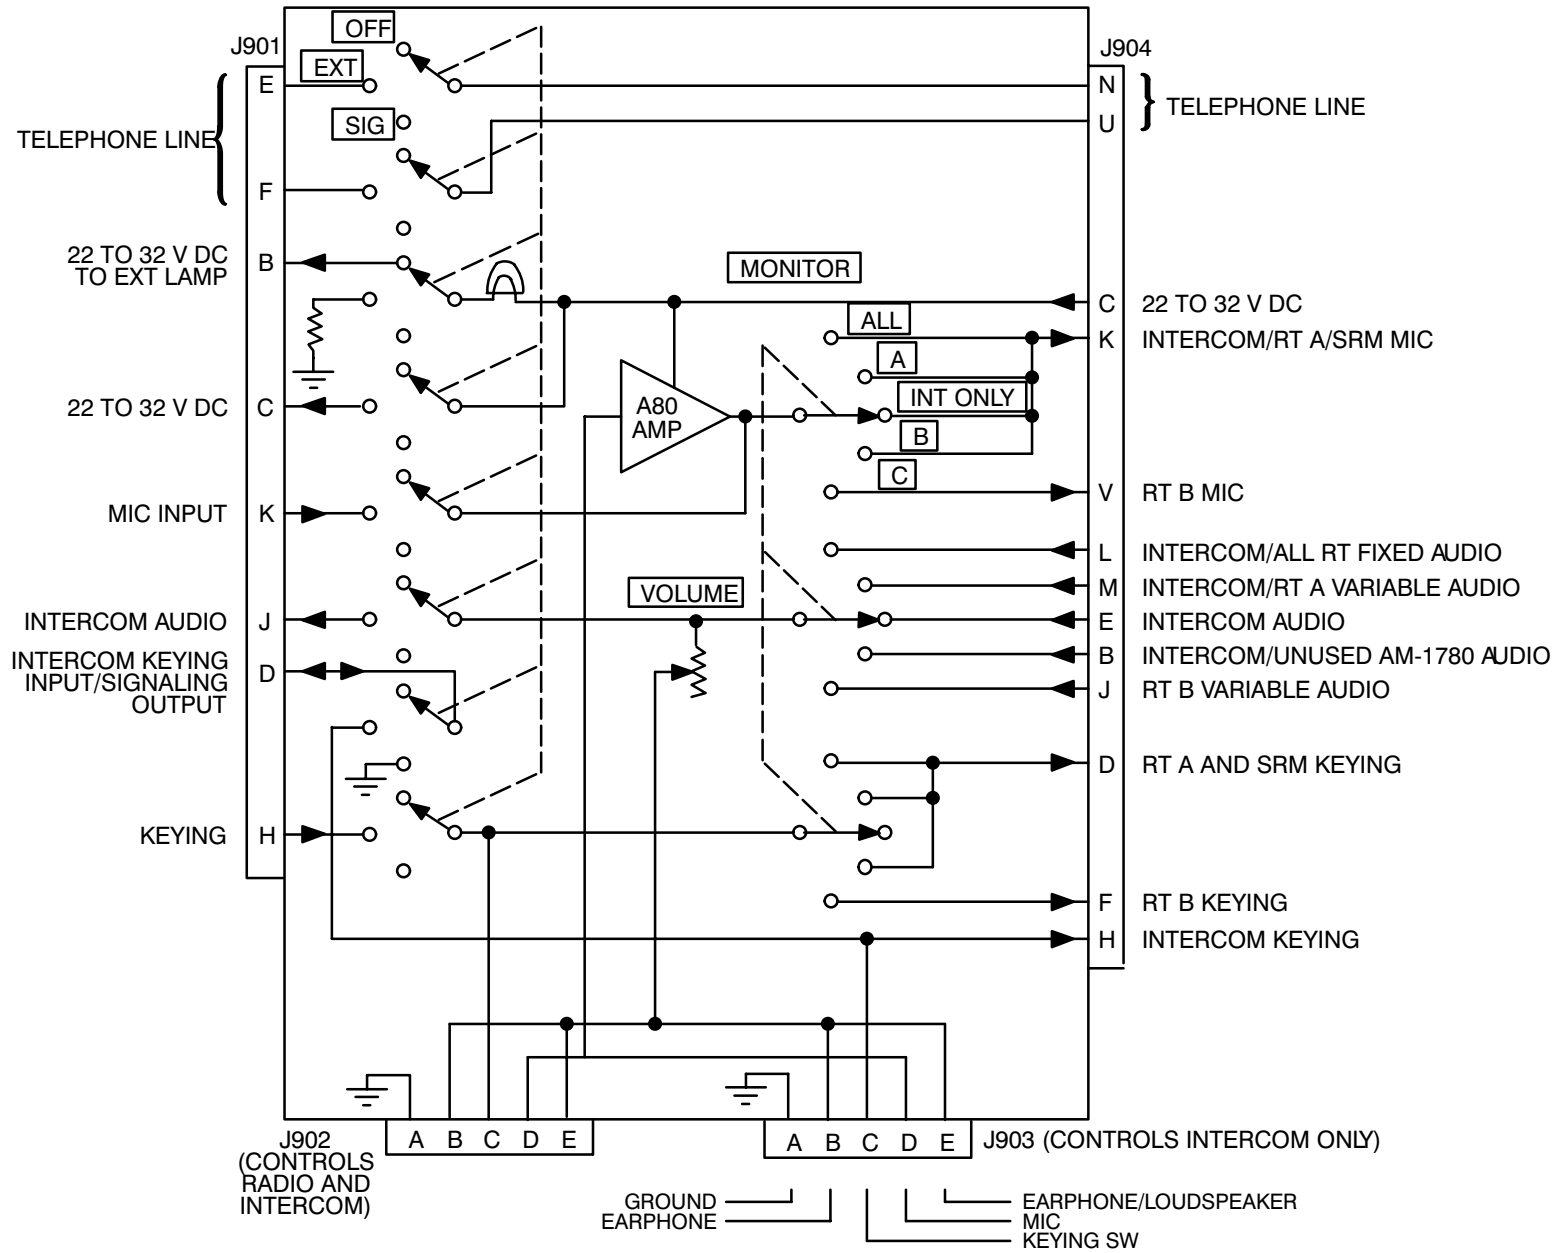 OFF
J901
EXT
E
TELEPHONE LINE
SIG
F
22 TO 32 V DC
TO EXT LAMP
B
22 TO 32 V DC
C
MIC INPUT
K
INTERCOM AUDIO
J
INTERCOM KEYING
INPUT/SIGNALING
OUTPUT
D
KEYING
H
MONITOR
ALL
A
INT ONLY
B
C
A80
AMP
VOLUME
J904
N
U
TELEPHONE LINE
C 22 TO 32 V DC
K INTERCOM/RT A/SRM MIC
V RT B MIC
L INTERCOM/ALL RT FIXED AUDIO
M INTERCOM/RT A VARIABLE AUDIO
E INTERCOM AUDIO
B INTERCOM/UNUSED AM-1780 AUDIO
J RT B VARIABLE AUDIO
D RT A AND SRM KEYING
F RT B KEYING
H INTERCOM KEYING
J902
(CONTROLS
RADIO AND
INTERCOM)
A B C D E
A B C D E
J903 (CONTROLS INTERCOM ONLY)
GROUND
EARPHONE
EARPHONE/LOUDSPEAKER
MIC
KEYING SW